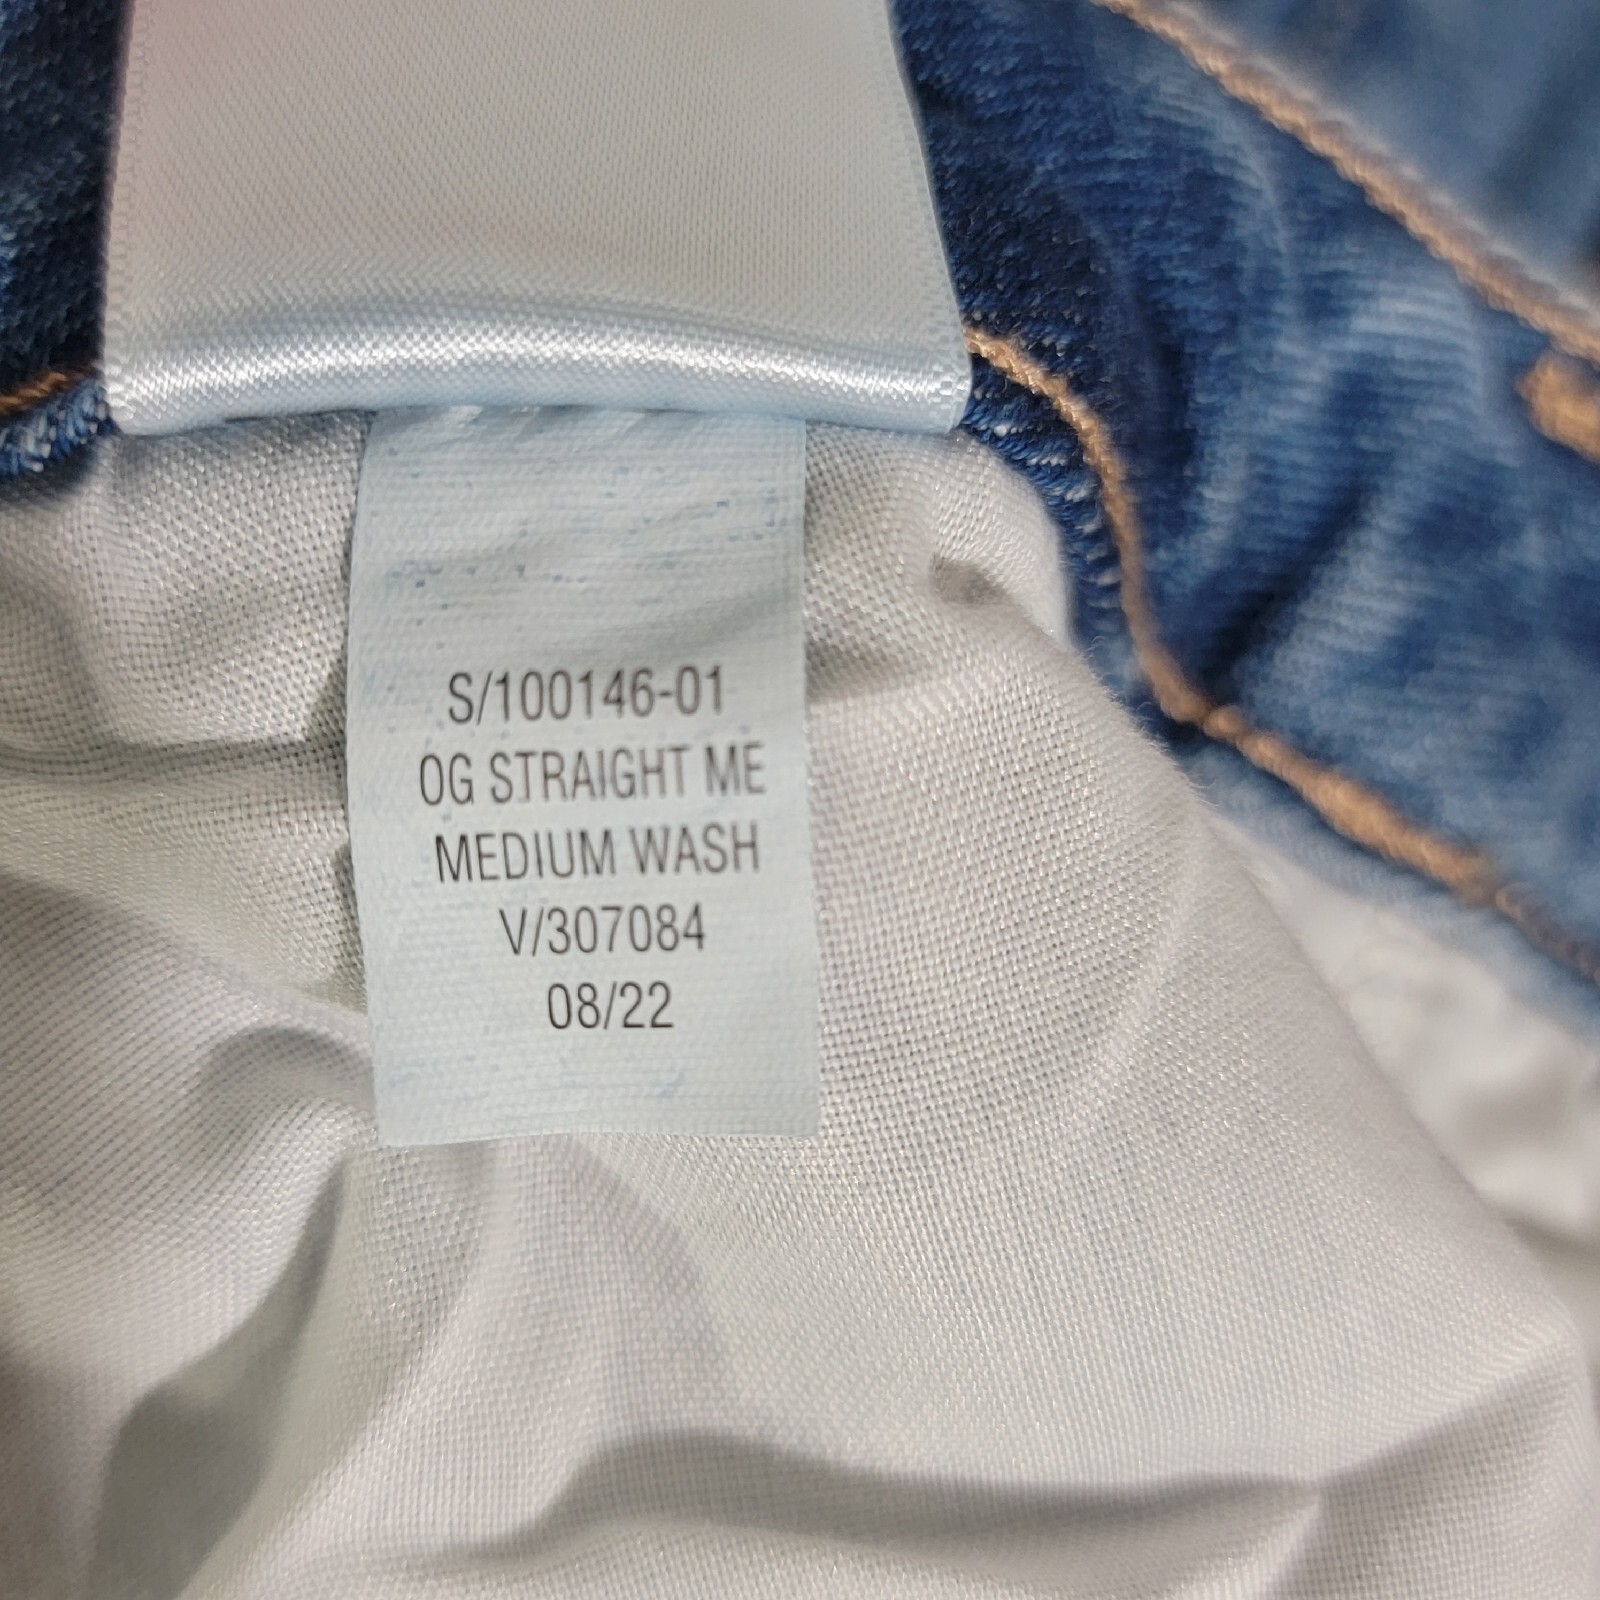 S/100146-01
OG STRAIGHT ME
MEDIUM WASH
V/307084
08/22